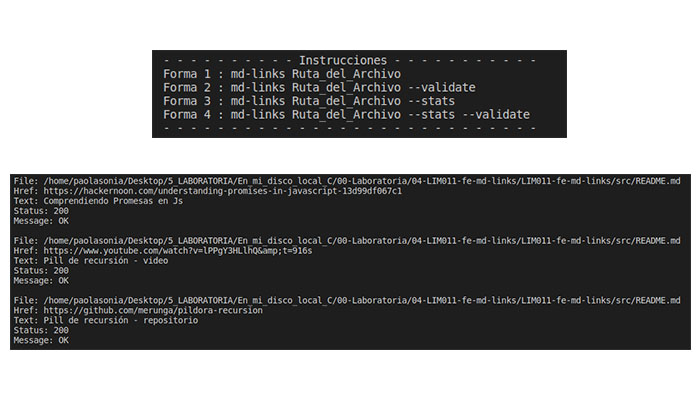 - - - - - - - - - - Instrucciones - - - - - - - - - - -
Forma 1 : md-links Ruta_del_Archivo
Forma 2 : md-links Ruta_del_Archivo --validate
Forma 3 : md-links Ruta_del_Archivo --stats
Forma 4 : md-links Ruta_del_Archivo --stats --validate
- - - - - - - - - - - - - - - - - - - - - - - - - - - -
File: /home/paolasonia/Desktop/5_LABORATORIA/En_mi_disco_local_C/00-Laboratoria/04-LIM011-fe-md-links/LIM011-fe-md-links/src/README.md
Href: https://hackernoon.com/understanding-promises-in-javascript-13d99df067c1
Text: Comprendiendo Promesas en Js
Status: 200
Message: OK
File: /home/paolasonia/Desktop/5_LABORATORIA/En_mi_disco_local_C/00-Laboratoria/04-LIM011-fe-md-links/LIM011-fe-md-links/src/README.md
Href: https://www.youtube.com/watch?v=lPPgY3HLlhQ&amp;t=916s
Text: Pill de recursión - video
Status: 200
Message: OK
File: /home/paolasonia/Desktop/5_LABORATORIA/En_mi_disco_local_C/00-Laboratoria/04-LIM011-fe-md-links/LIM011-fe-md-links/src/README.md
Href: https://github.com/merunga/pildora-recursion
Text: Pill de recursión - repositorio
Status: 200
Message: OK